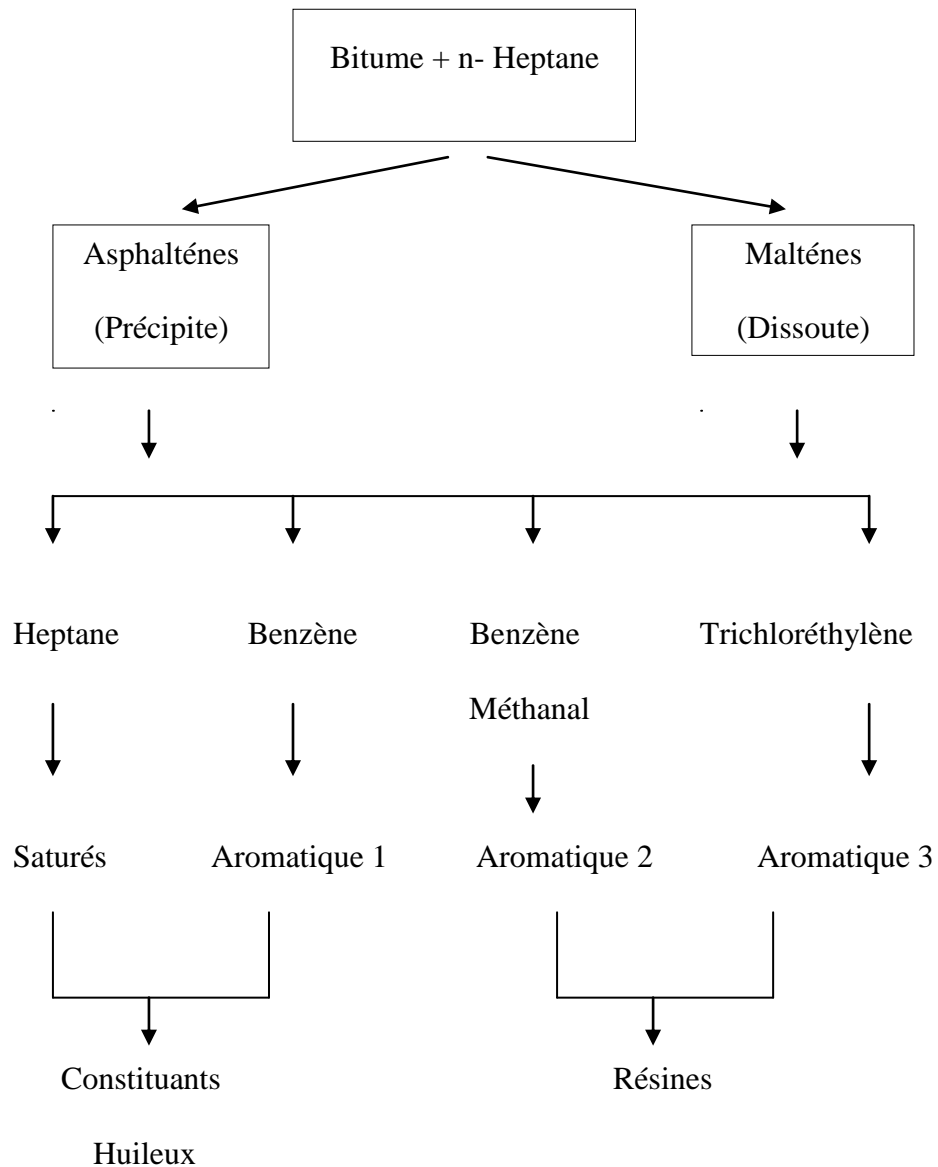 Bitume + n- Heptane
Asphalténes
(Précipite)
Malténes
(Dissoute)
Heptane
Benzène
Benzène
Méthanal
Trichloréthylène
Saturés
Aromatique 1
Aromatique 2
Aromatique 3
Constituants
Huileux
Résines